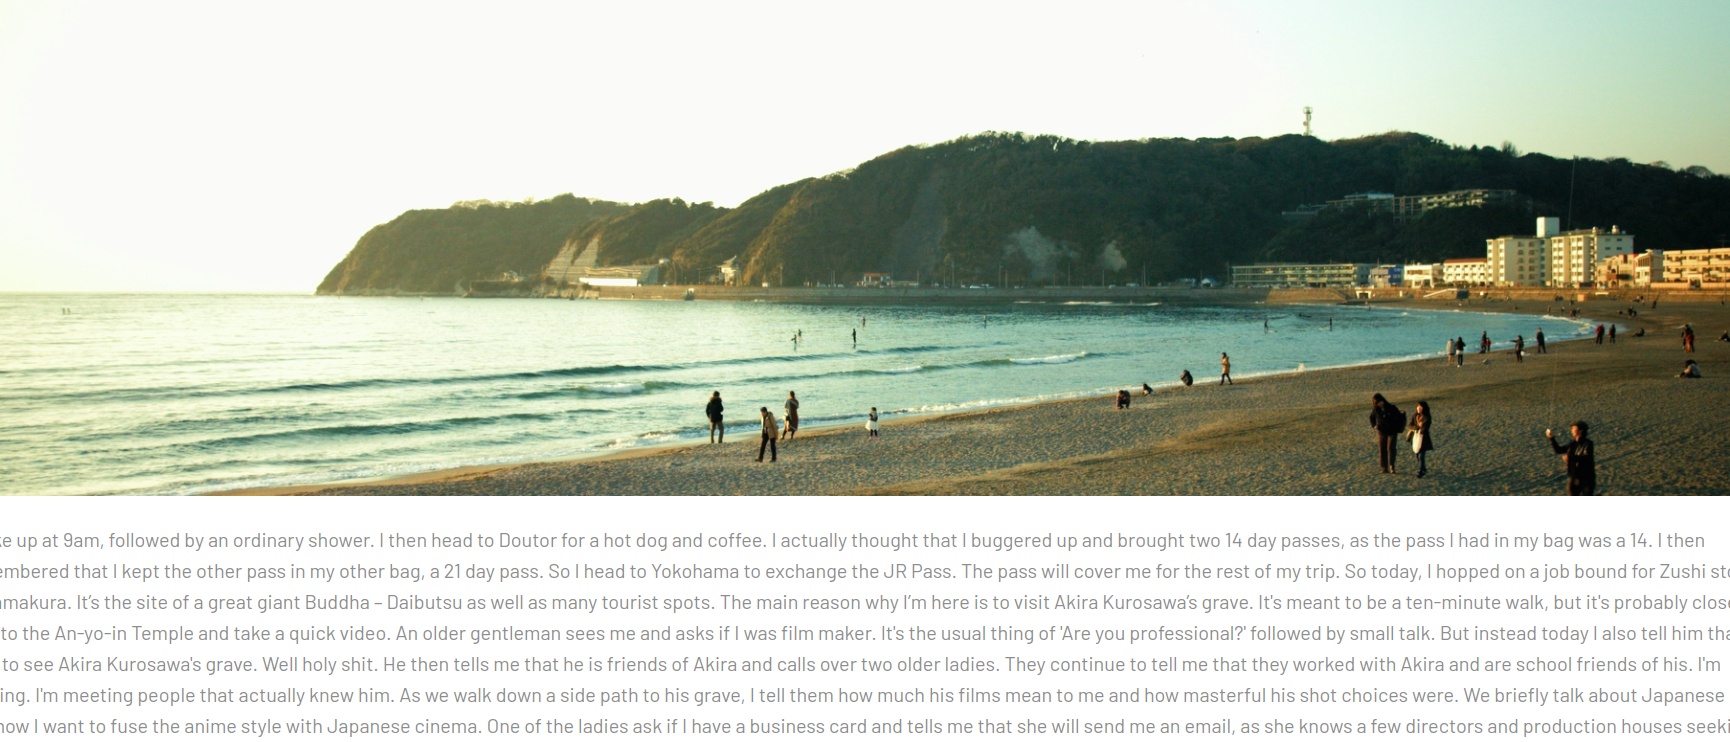 ke up at 9am, followed by an ordinary shower. I then head to Doutor for a hot dog and coffee. I actually thought that I buggered up and brought two 14 day passes, as the pass I had in my bag was a 14. I then
embered that I kept the other pass in my other bag, a 21 day pass. So I head to Yokohama to exchange the JR Pass. The pass will cover me for the rest of my trip. So today, I hopped on a job bound for Zushi sto
amakura. It’s the site of a great giant Buddha – Daibutsu as well as many tourist spots. The main reason why I’m here is to visit Akira Kurosawa’s grave. It's meant to be a ten-minute walk, but it's probably close
to the An-yo-in Temple and take a quick video. An older gentleman sees me and asks if I was film maker. It's the usual thing of 'Are you professional?' followed by small talk. But instead today I also tell him tha
to see Akira Kurosawa's grave. Well holy shit. He then tells me that he is friends of Akira and calls over two older ladies. They continue to tell me that they worked with Akira and are school friends of his. I'm
ing. I'm meeting people that actually knew him. As we walk down a side path to his grave, I tell them how much his films mean to me and how masterful his shot choices were. We briefly talk about Japanese
how I want to fuse the anime style with Japanese cinema. One of the ladies ask if I have a business card and tells me that she will send me an email, as she knows a few directors and production houses seeki